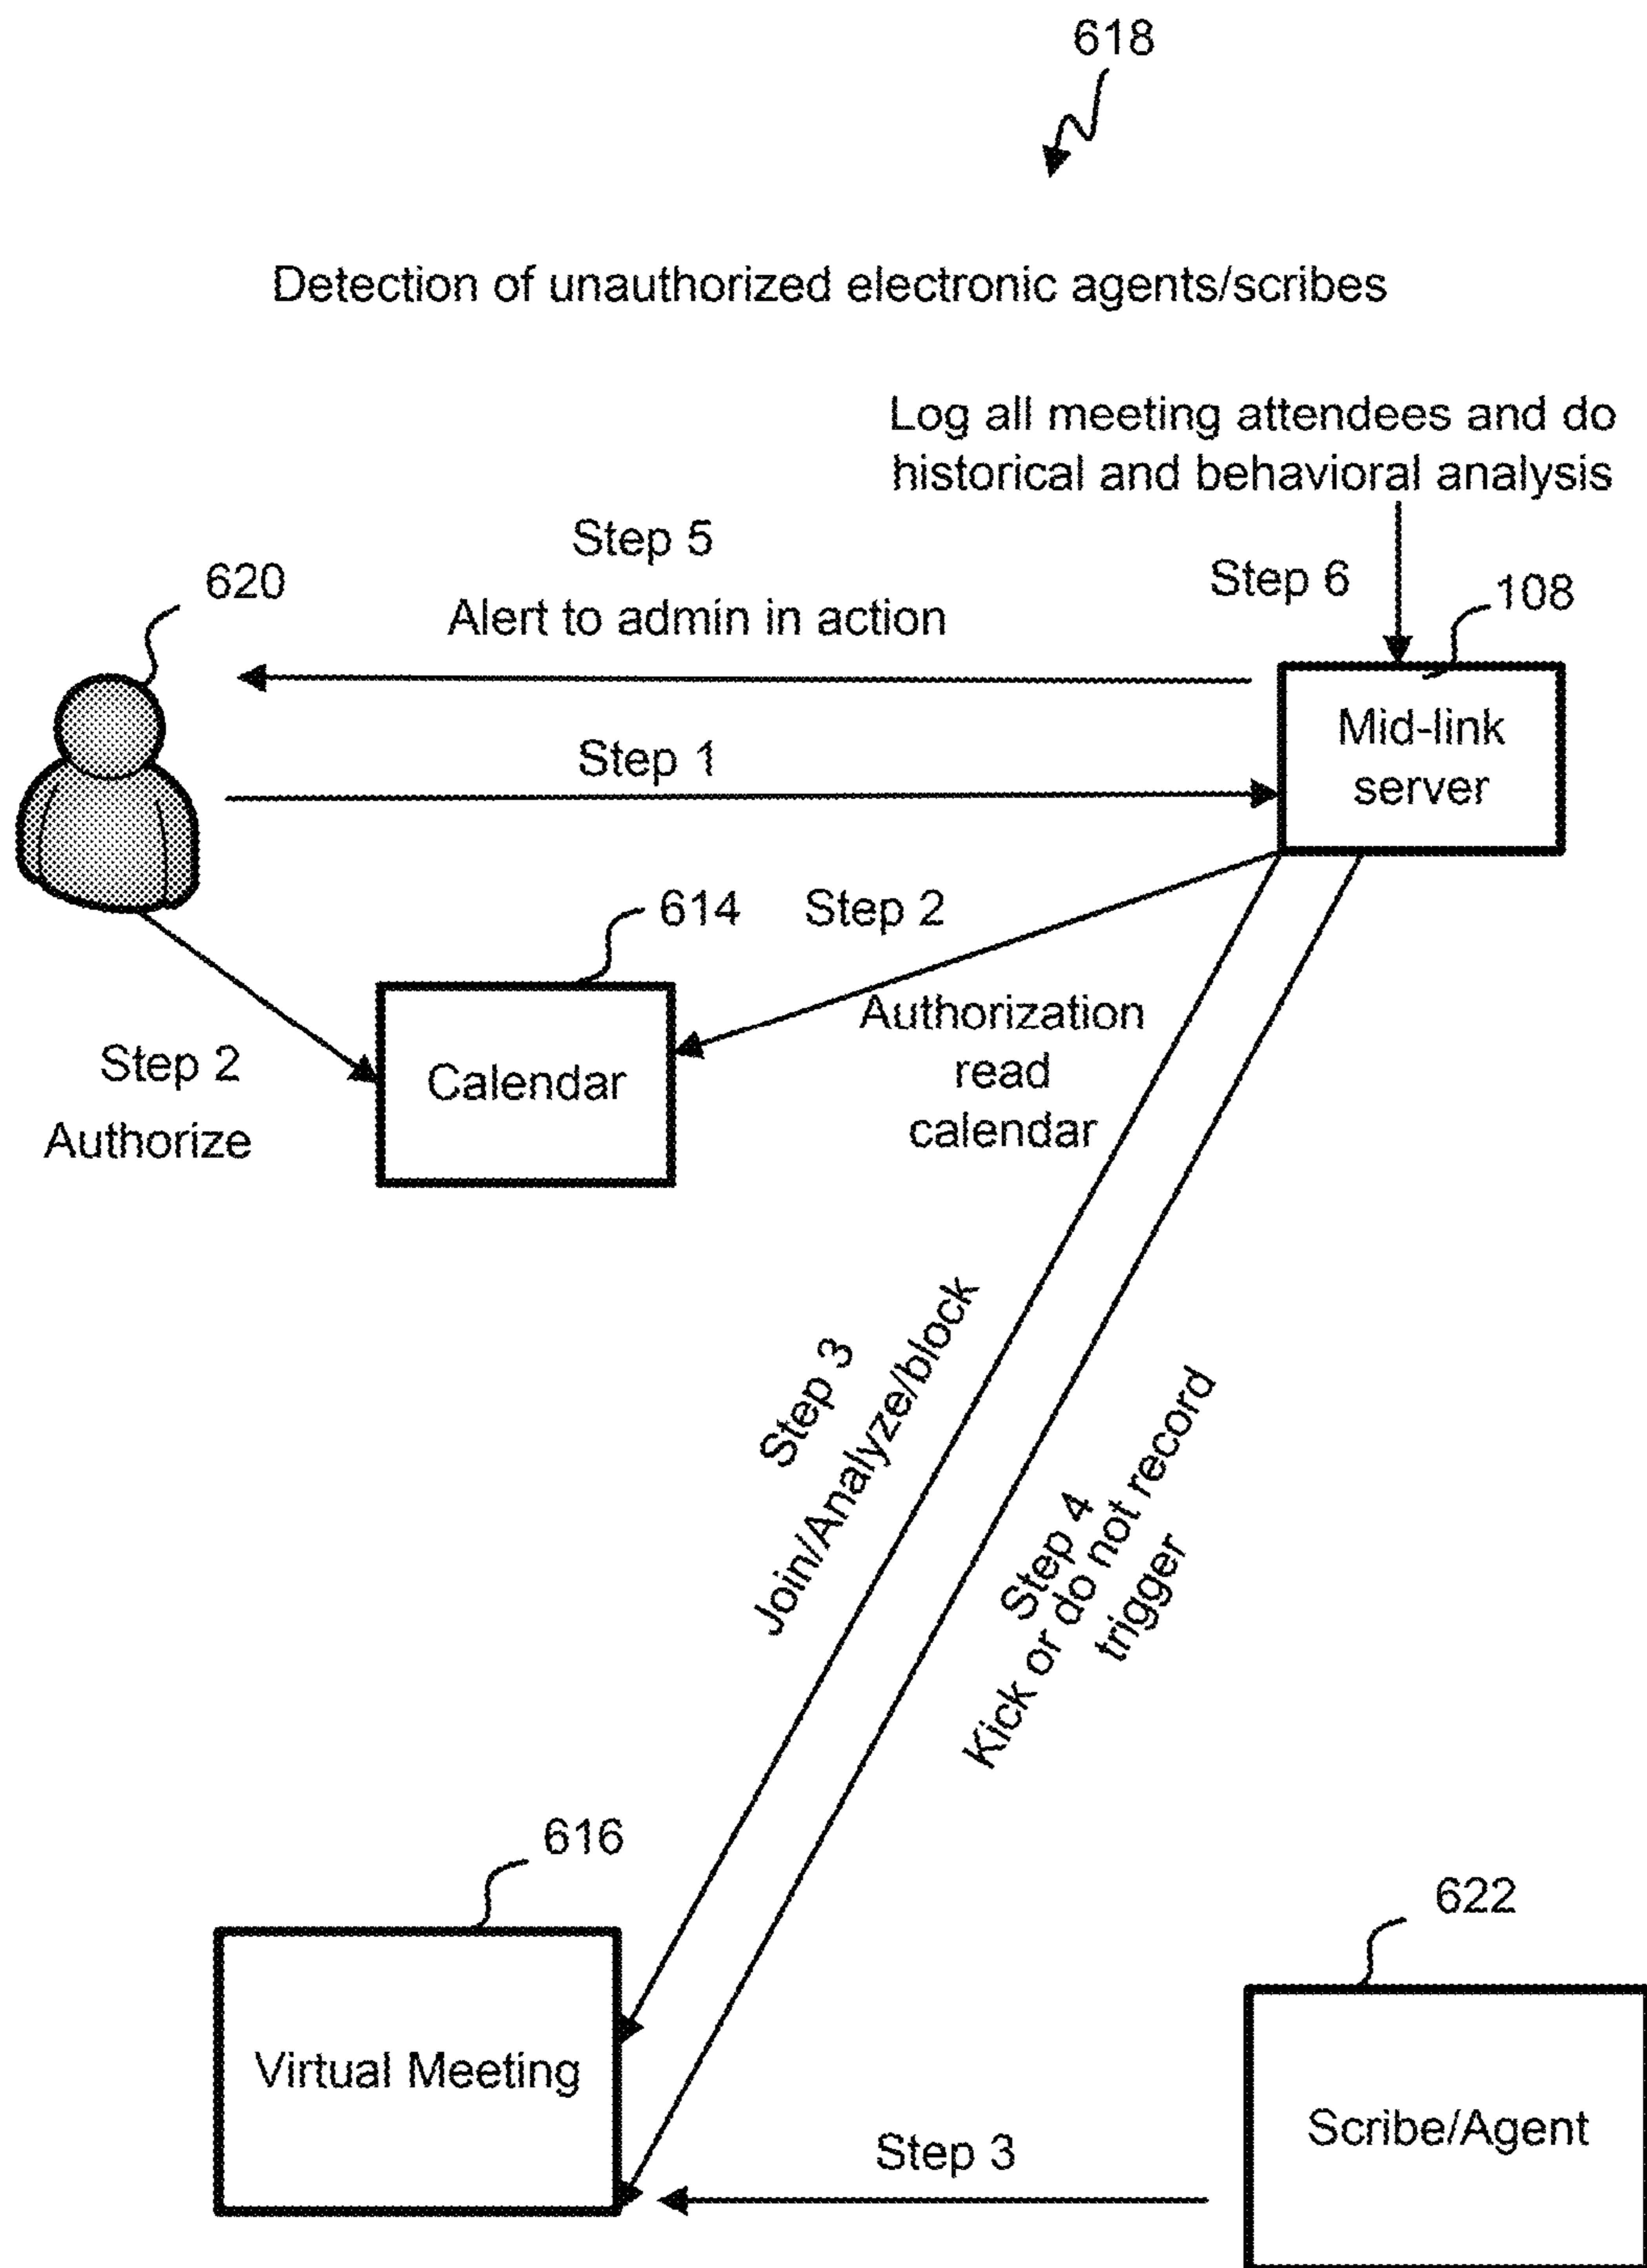 618
Detection of unauthorized electronic agents/scribes
Log all meeting attendees and do
historical and behavioral analysis
Step 5
Step 6
108
620
Alert to admin in action
Mid-link
server
Step 1
614
Step 2
Authorization
read
calendar
Step 2
Authorize
Calendar
Step 3
Join/Analyze/block
Step 4
Kick or do not record
trigger
616
622
Virtual Meeting
Scribe/Agent
Step 3